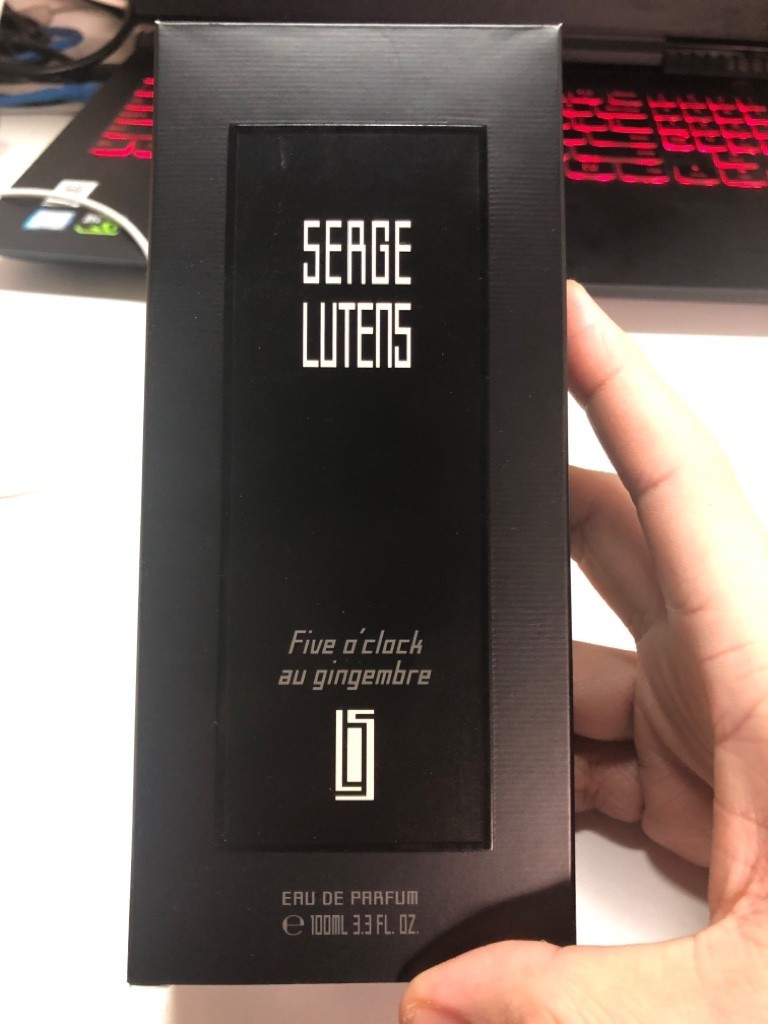 SERGE
LUTENS
Five o'clock
au gingembre
EAU DE PARFUM
℮ 100ML 3.3 FL. OZ.